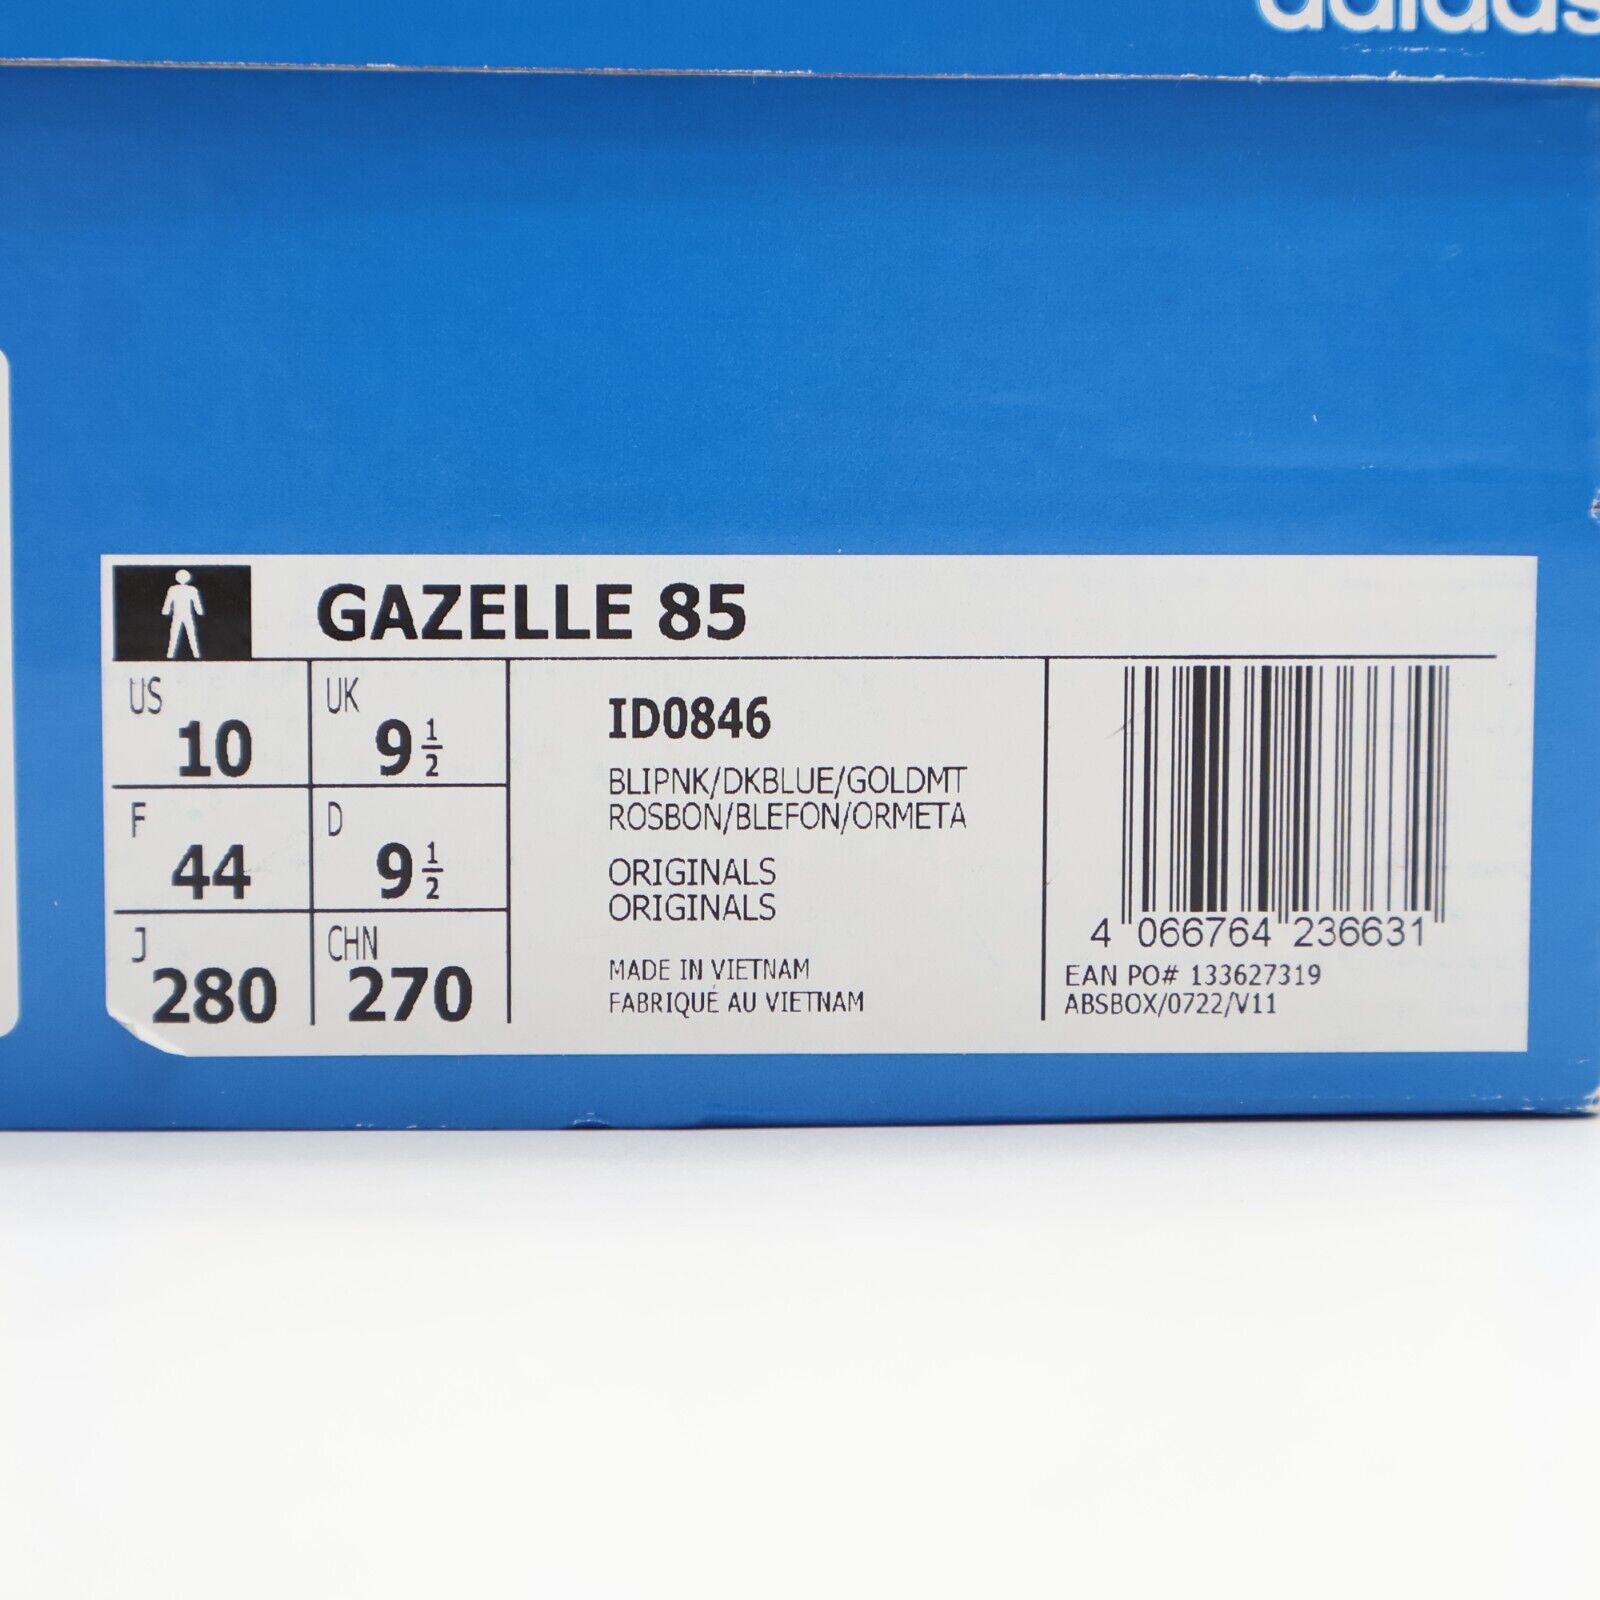 adidas
GAZELLE 85
US 10
UK 9 1/2
F 44
D 9 1/2
J 280
CHN 270
ID0846
BLIPNK/DKBLUE/GOLDMT
ROSBON/BLEFON/ORMETA
ORIGINALS
ORIGINALS
MADE IN VIETNAM
FABRIQUÉ AU VIETNAM
4 066764 236631
EAN PO# 133627319
ABSBOX/0722/V11